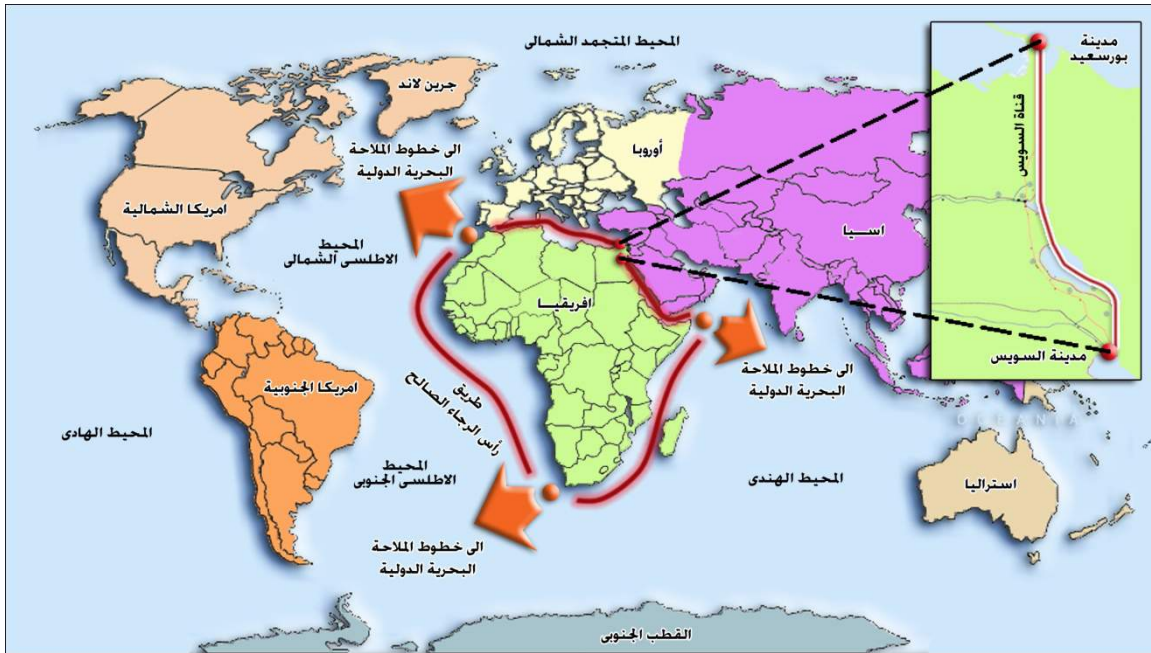 المحيط المتجمد الشمالى
جرين لاند
مدينة
بورسعيد
قناة السويس
أوروبا
الى خطوط الملاحة
البحرية الدولية
امريكا الشمالية
اسـيا
المحيط
الاطلسى الشمالى
افريقيـا
مدينة السويس
الى خطوط الملاحة
البحرية الدولية
امريكا الجنوبية
طريق
رأس الرجاء الصالح
OCEANIA
المحيط الهادى
المحيط
الاطلسى الجنوبى
المحيط الهندى
استراليا
الى خطوط الملاحة
البحرية الدولية
القطب الجنوبى